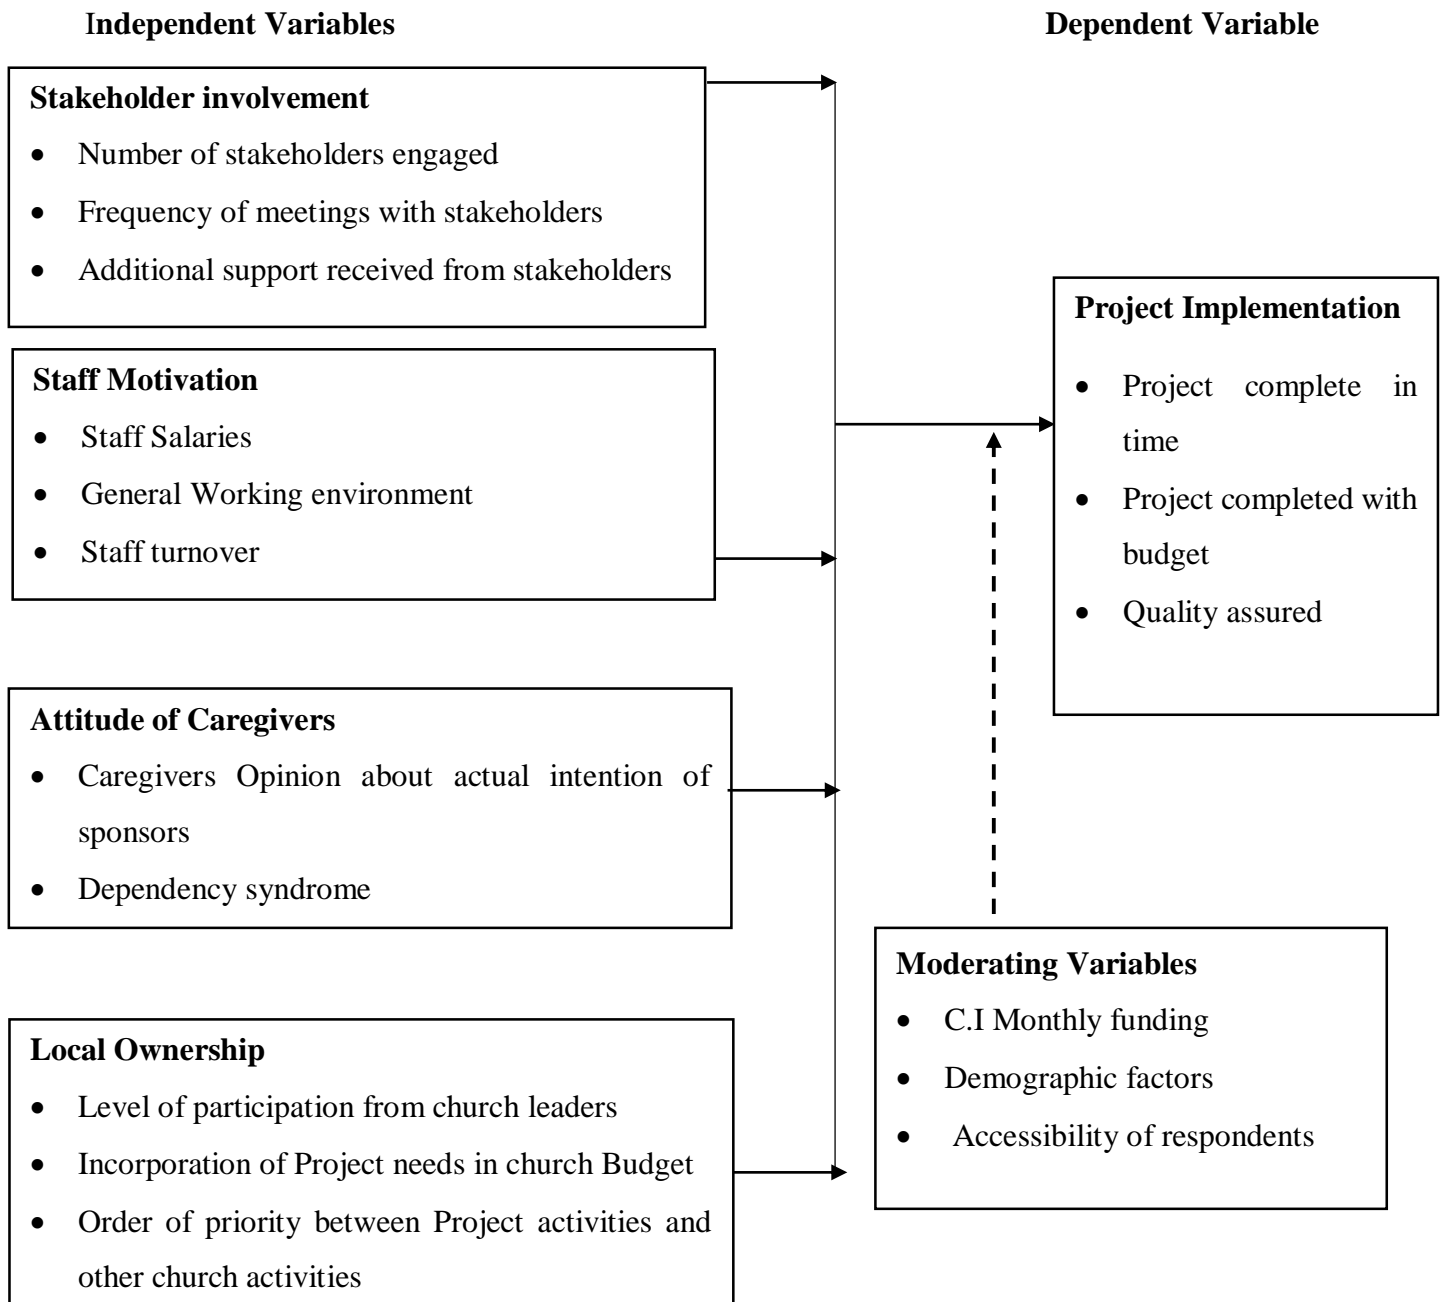 Independent Variables
Dependent Variable
Stakeholder involvement
• Number of stakeholders engaged
• Frequency of meetings with stakeholders
• Additional support received from stakeholders
Staff Motivation
• Staff Salaries
• General Working environment
• Staff turnover
Attitude of Caregivers
• Caregivers Opinion about actual intention of
sponsors
• Dependency syndrome
Local Ownership
• Level of participation from church leaders
• Incorporation of Project needs in church Budget
• Order of priority between Project activities and
other church activities
Project Implementation
• Project complete in
time
• Project completed with
budget
• Quality assured
Moderating Variables
• C.I Monthly funding
• Demographic factors
• Accessibility of respondents